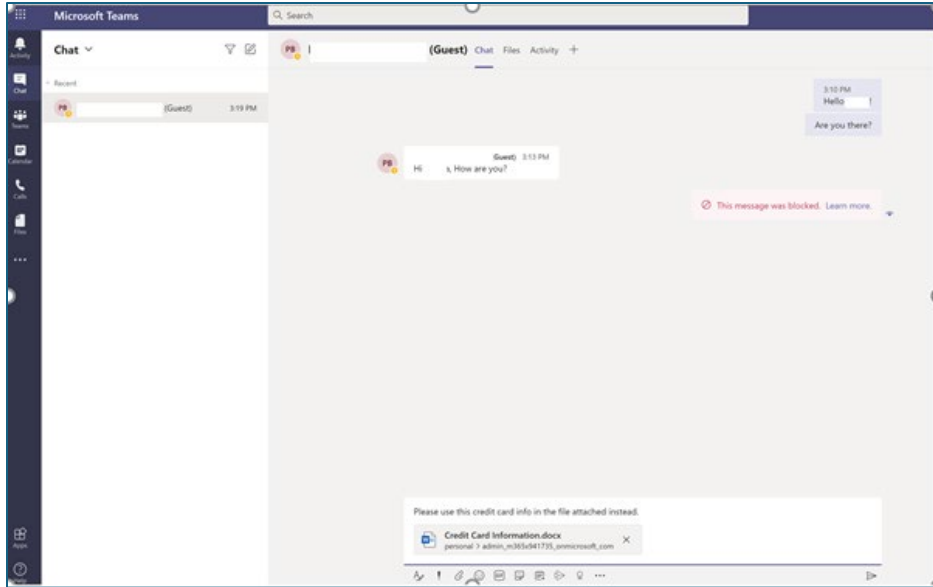 Microsoft Teams
Search
Activity
Chat
Teams
Calendar
Calls
Files
Apps
Help
Chat
Recent
PB (Guest) 3:19 PM
PB (Guest) Chat Files Activity
3:10 PM
Hello !
Are you there?
PB Guest) 3:13 PM
Hi , How are you?
This message was blocked. Learn more.
Please use this credit card info in the file attached instead.
Credit Card Information.docx
personal > admin_m365x941735_onmicrosoft_com